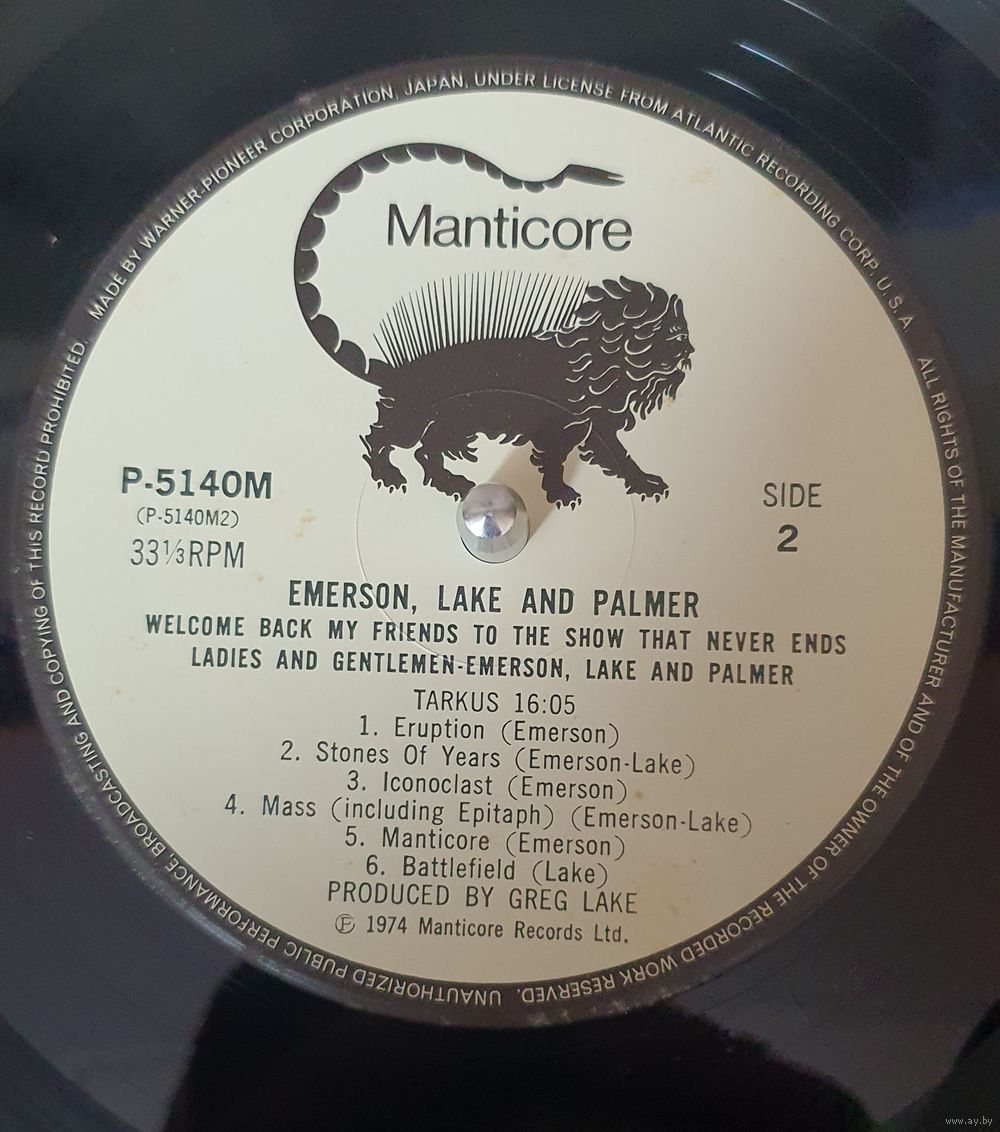 MADE BY WARNER-PIONEER CORPORATION, JAPAN, UNDER LICENSE FROM ATLANTIC RECORDING CORP. U.S.A
ALL RIGHTS OF THE MANUFACTURER AND OF THE OWNER OF THE RECORDED WORK RESERVED.
UNAUTHORIZED PUBLIC PERFORMANCE, BROADCASTING AND COPYING OF THIS RECORD PROHIBITED.
Manticore
P-5140M
(P-5140M2)
33⅓RPM
SIDE
2
EMERSON, LAKE AND PALMER
WELCOME BACK MY FRIENDS TO THE SHOW THAT NEVER ENDS
LADIES AND GENTLEMEN-EMERSON, LAKE AND PALMER
TARKUS 16:05
1. Eruption (Emerson)
2. Stones Of Years (Emerson-Lake)
3. Iconoclast (Emerson)
4. Mass (including Epitaph) (Emerson-Lake)
5. Manticore (Emerson)
6. Battlefield (Lake)
PRODUCED BY GREG LAKE
Ⓟ 1974 Manticore Records Ltd.
www.ay.by